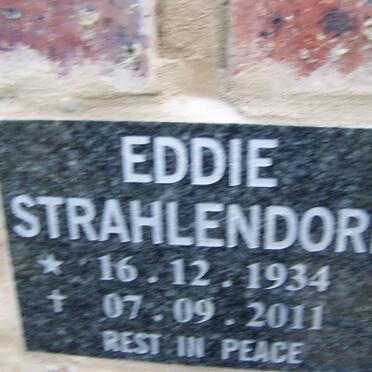 EDDIE
STRAHLENDOR
★ 16 . 12 . 1934
† 07 . 09 . 2011
REST IN PEACE